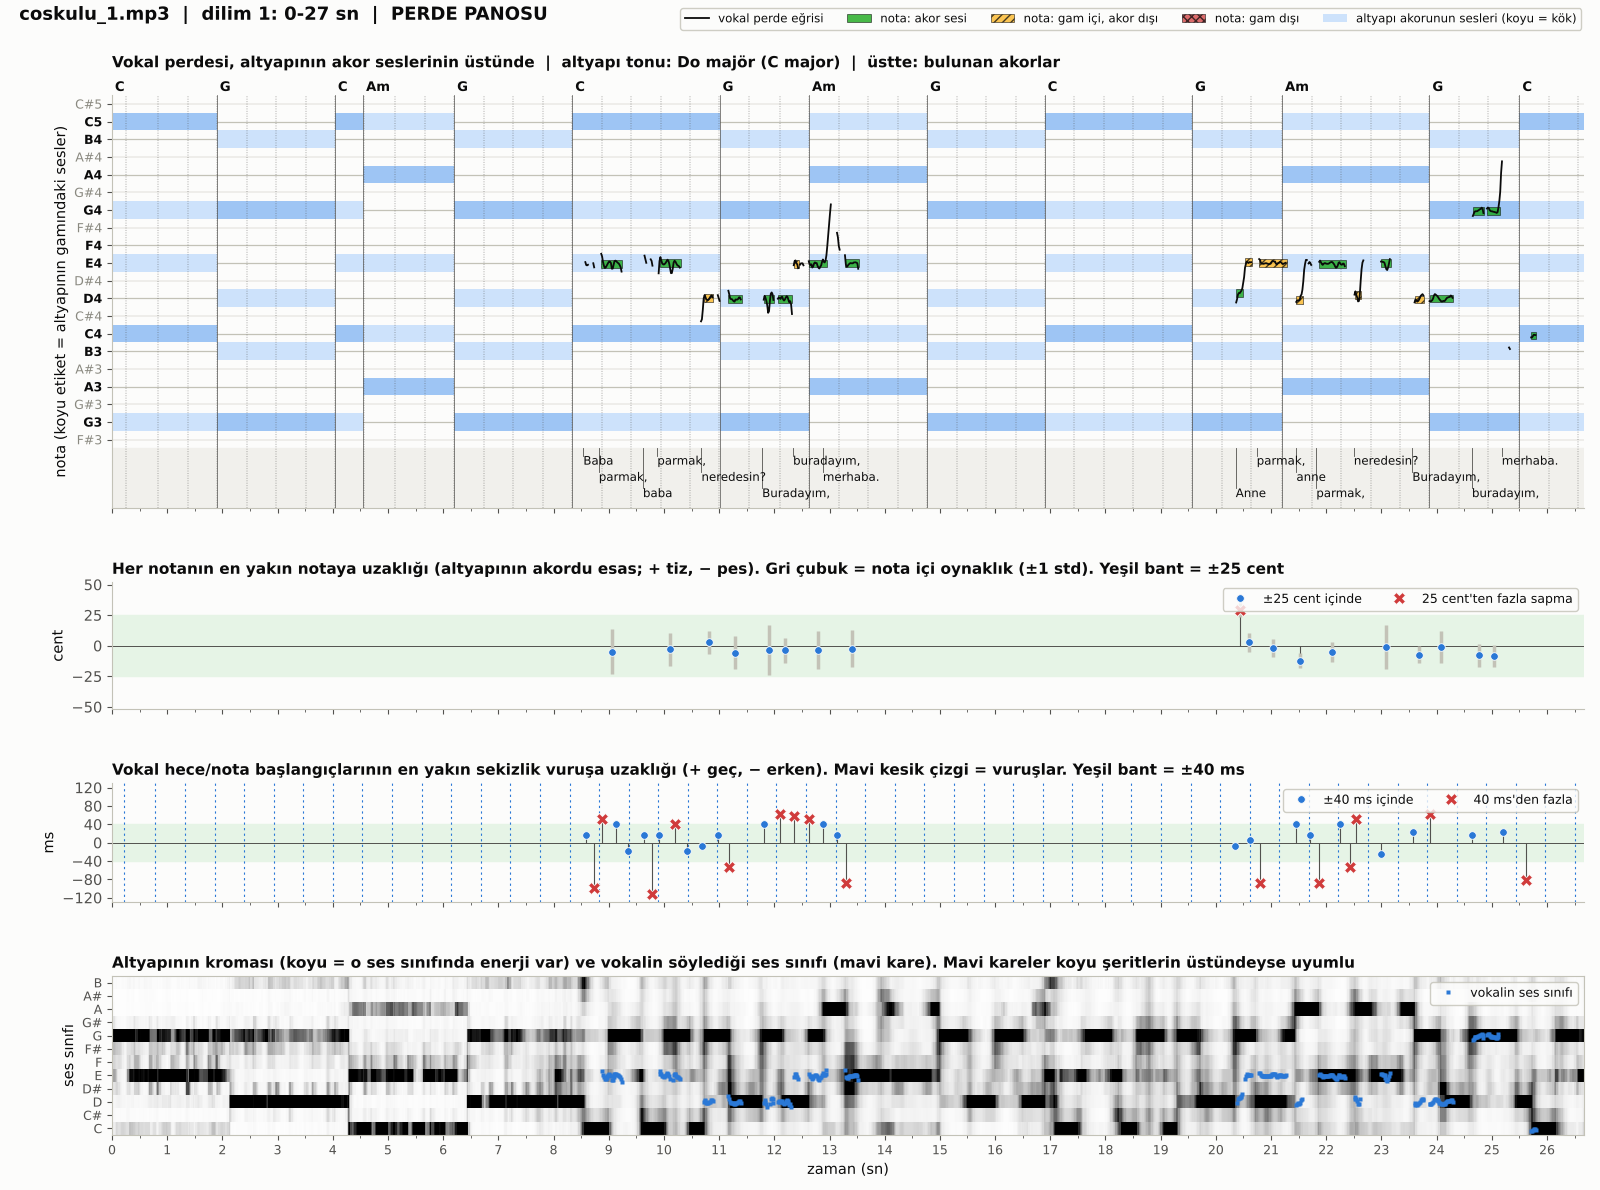 coskulu_1.mp3 | dilim 1: 0-27 sn | PERDE PANOSU
vokal perde eğrisi
nota: akor sesi
nota: gam içi, akor dışı
nota: gam dışı
altyapı akorunun sesleri (koyu = kök)
Vokal perdesi, altyapının akor seslerinin üstünde | altyapı tonu: Do majör (C major) | üstte: bulunan akorlar
C G C Am G C G Am G C G Am G C
nota (koyu etiket = altyapının gamındaki sesler)
C#5
C5
B4
A#4
A4
G#4
G4
F#4
F4
E4
D#4
D4
C#4
C4
B3
A#3
A3
G#3
G3
F#3
Baba parmak, buradayım, parmak, neredesin? merhaba.
parmak, neredesin? merhaba. anne Buradayım,
baba Buradayım, Anne parmak, buradayım,
Her notanın en yakın notaya uzaklığı (altyapının akordu esas; + tiz, − pes). Gri çubuk = nota içi oynaklık (±1 std). Yeşil bant = ±25 cent
cent
50
25
0
−25
−50
±25 cent içinde
25 cent'ten fazla sapma
Vokal hece/nota başlangıçlarının en yakın sekizlik vuruşa uzaklığı (+ geç, − erken). Mavi kesik çizgi = vuruşlar. Yeşil bant = ±40 ms
ms
120
80
40
0
−40
−80
−120
±40 ms içinde
40 ms'den fazla
Altyapının kroması (koyu = o ses sınıfında enerji var) ve vokalin söylediği ses sınıfı (mavi kare). Mavi kareler koyu şeritlerin üstündeyse uyumlu
ses sınıfı
B
A#
A
G#
G
F#
F
E
D#
D
C#
C
vokalin ses sınıfı
0 1 2 3 4 5 6 7 8 9 10 11 12 13 14 15 16 17 18 19 20 21 22 23 24 25 26
zaman (sn)